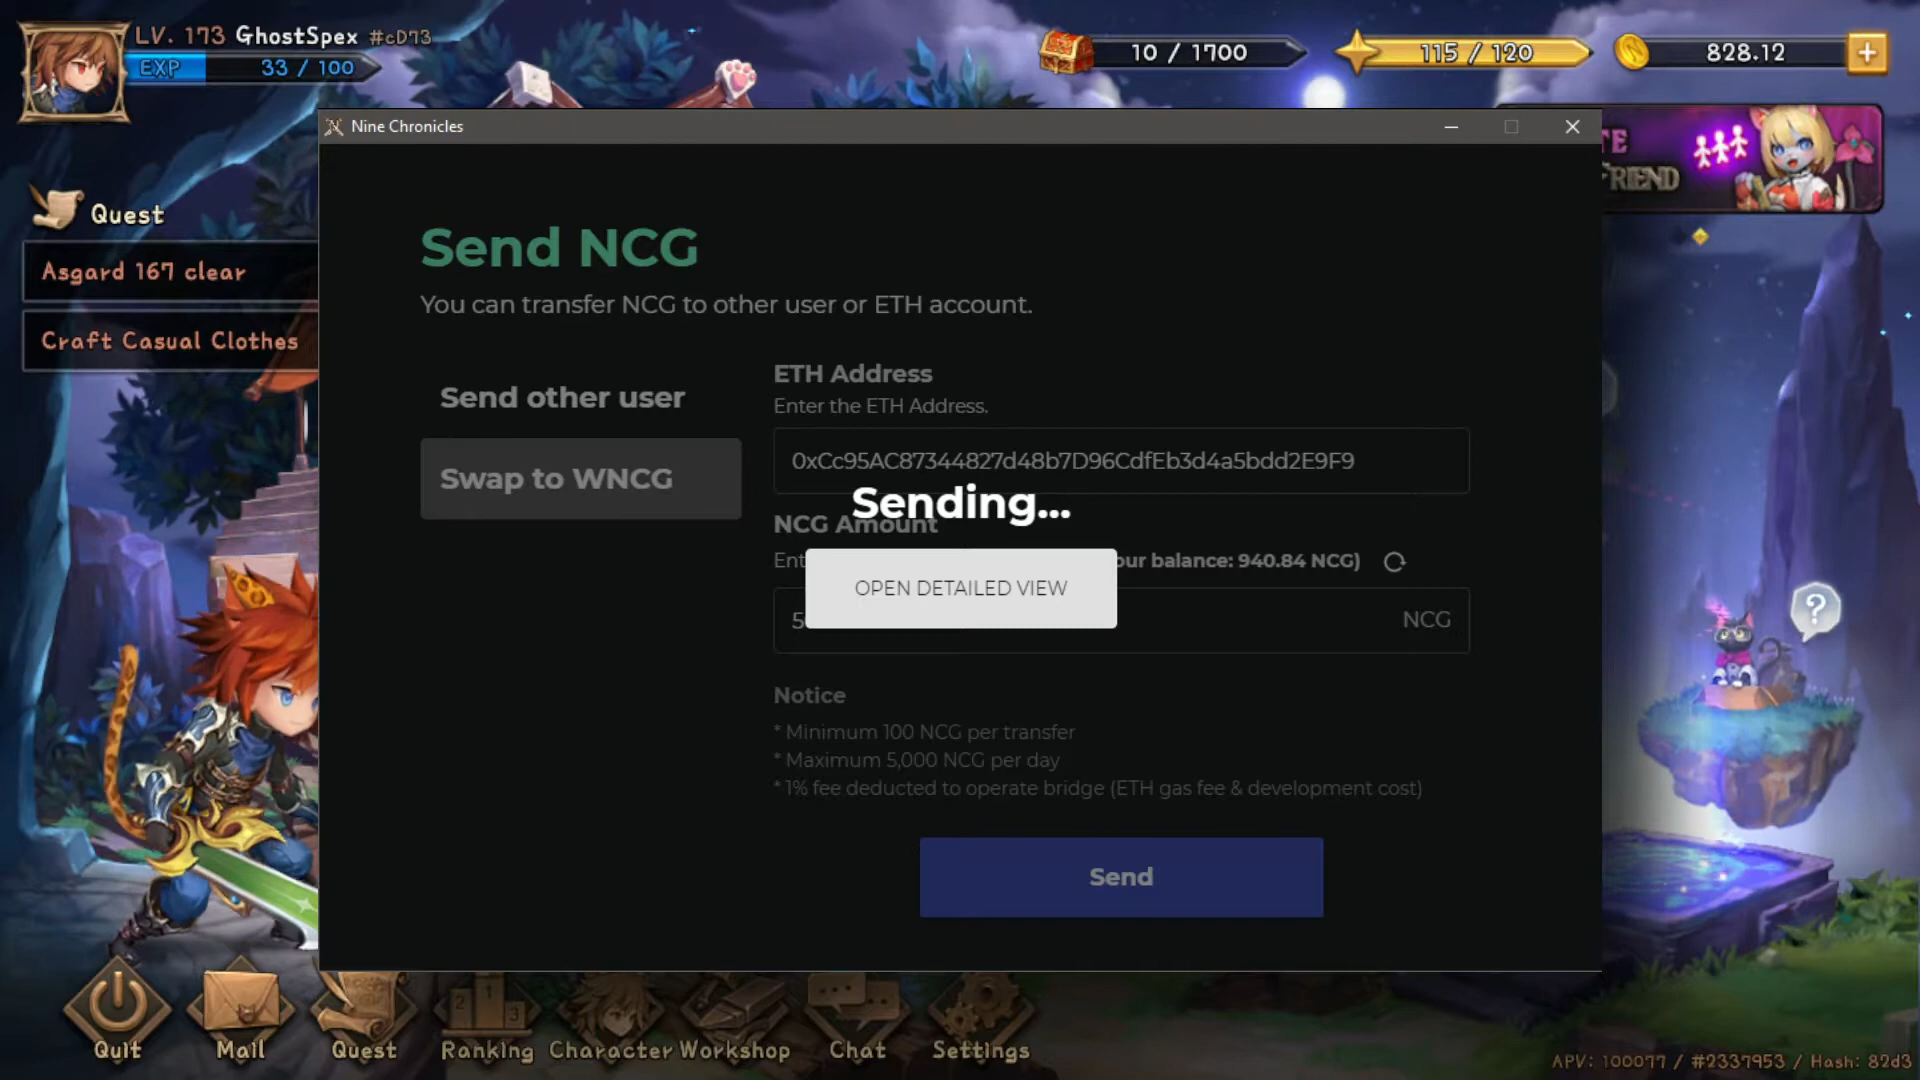 LV. 173 GhostSpex #cD73
EXP 33 / 100
10 / 1700
115 / 120
828.12
Nine Chronicles
FRIEND
Quest
Asgard 167 clear
Craft Casual Clothes
Send NCG
You can transfer NCG to other user or ETH account.
Send other user
Swap to WNCG
ETH Address
Enter the ETH Address.
0xCc95AC87344827d48b7D96CdfEb3d4a5bdd2E9F9
Sending...
NCG Amount
our balance: 940.84 NCG)
OPEN DETAILED VIEW
NCG
Notice
* Minimum 100 NCG per transfer
* Maximum 5,000 NCG per day
* 1% fee deducted to operate bridge (ETH gas fee & development cost)
Send
Quit
Mail
Quest
Ranking
Character
Workshop
Chat
Settings
APV: 100077 / #2337953 / Hash: 82d3